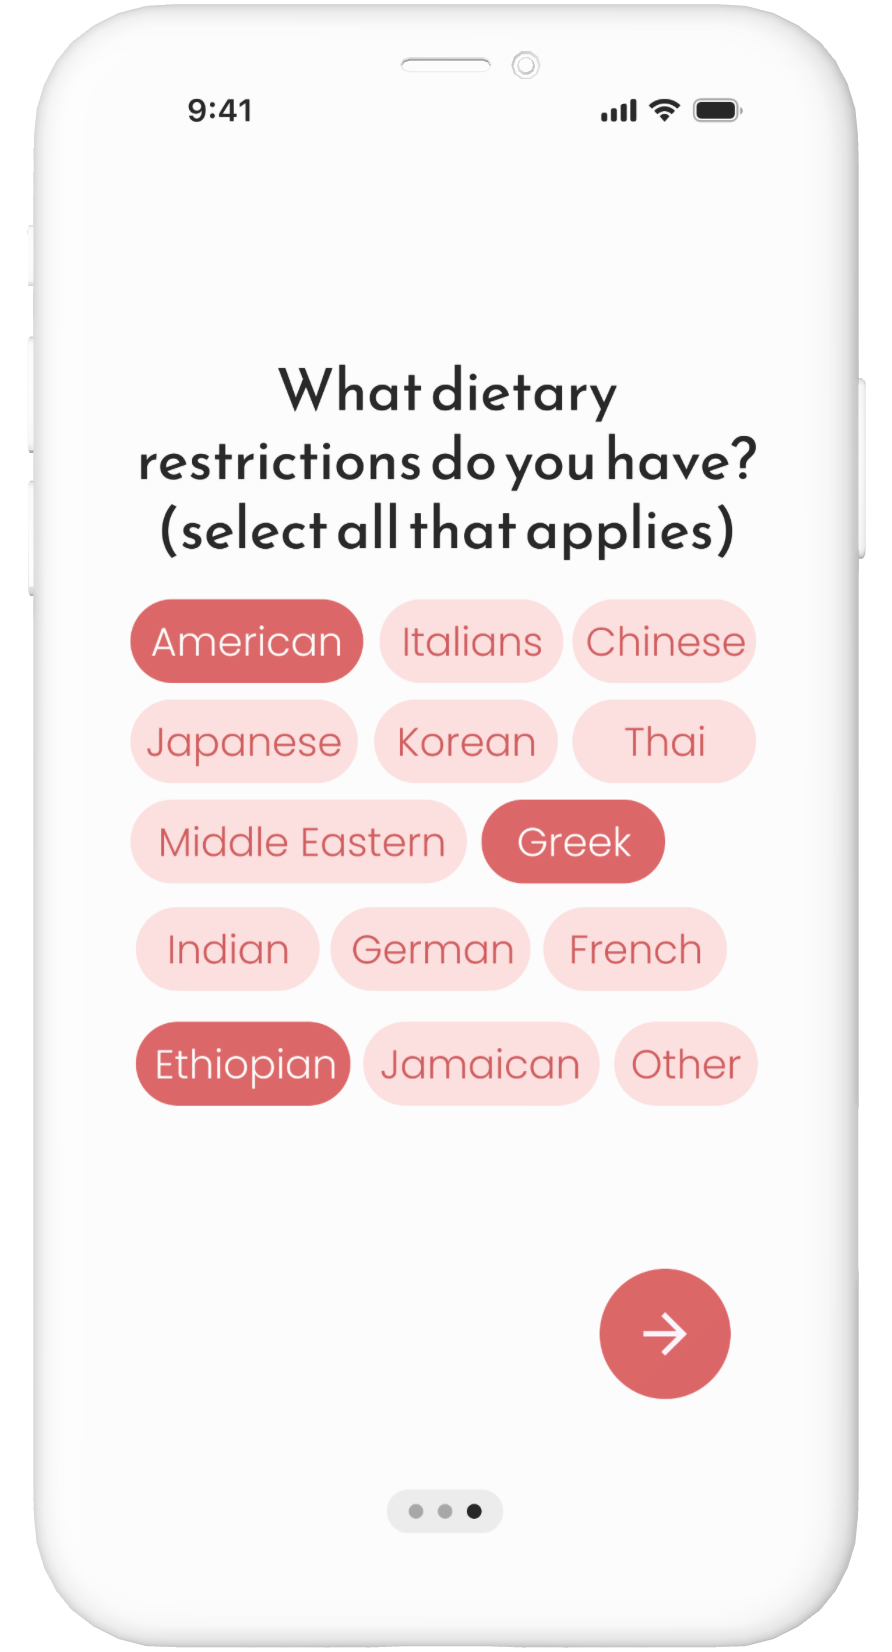 9:41
What dietary
restrictions do you have?
(select all that applies)
American Italians Chinese
Japanese Korean Thai
Middle Eastern Greek
Indian German French
Ethiopian Jamaican Other